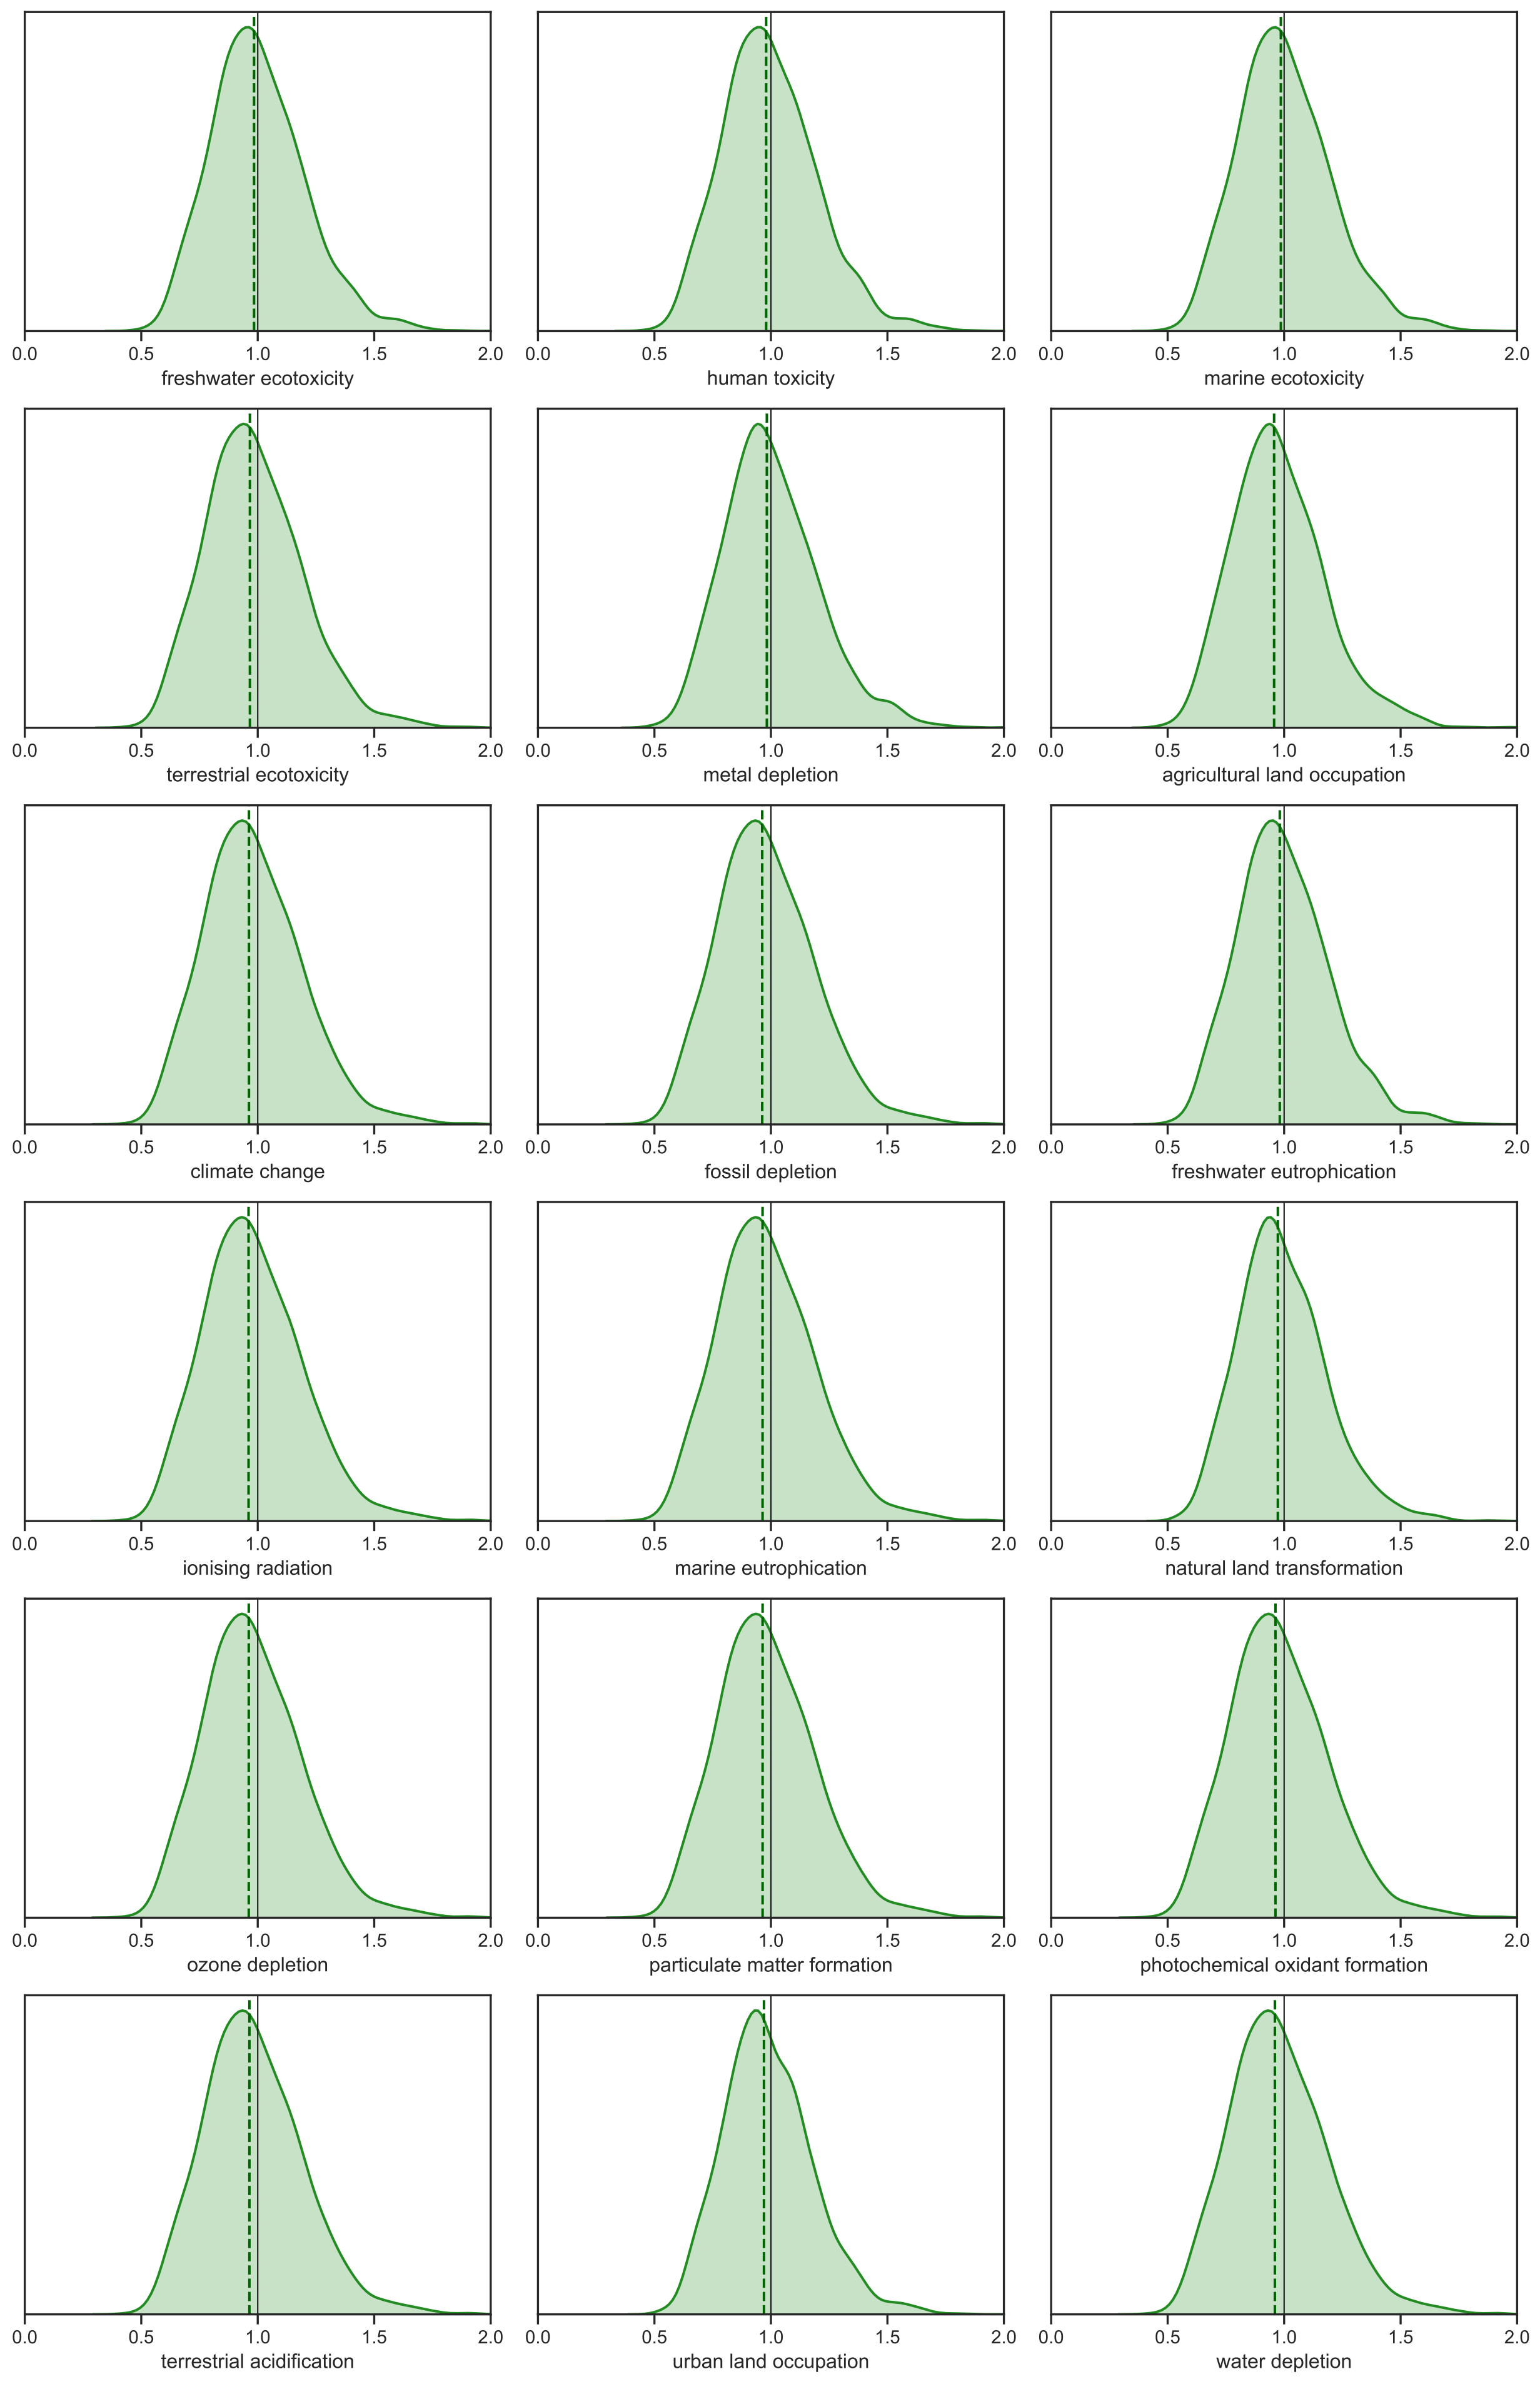 0.0 0.5 1.0 1.5 2.0 0.0 0.5 1.0 1.5 2.0 0.0 0.5 1.0 1.5 2.0
freshwater ecotoxicity human toxicity marine ecotoxicity
0.0 0.5 1.0 1.5 2.0 0.0 0.5 1.0 1.5 2.0 0.0 0.5 1.0 1.5 2.0
terrestrial ecotoxicity metal depletion agricultural land occupation
0.0 0.5 1.0 1.5 2.0 0.0 0.5 1.0 1.5 2.0 0.0 0.5 1.0 1.5 2.0
climate change fossil depletion freshwater eutrophication
0.0 0.5 1.0 1.5 2.0 0.0 0.5 1.0 1.5 2.0 0.0 0.5 1.0 1.5 2.0
ionising radiation marine eutrophication natural land transformation
0.0 0.5 1.0 1.5 2.0 0.0 0.5 1.0 1.5 2.0 0.0 0.5 1.0 1.5 2.0
ozone depletion particulate matter formation photochemical oxidant formation
0.0 0.5 1.0 1.5 2.0 0.0 0.5 1.0 1.5 2.0 0.0 0.5 1.0 1.5 2.0
terrestrial acidification urban land occupation water depletion